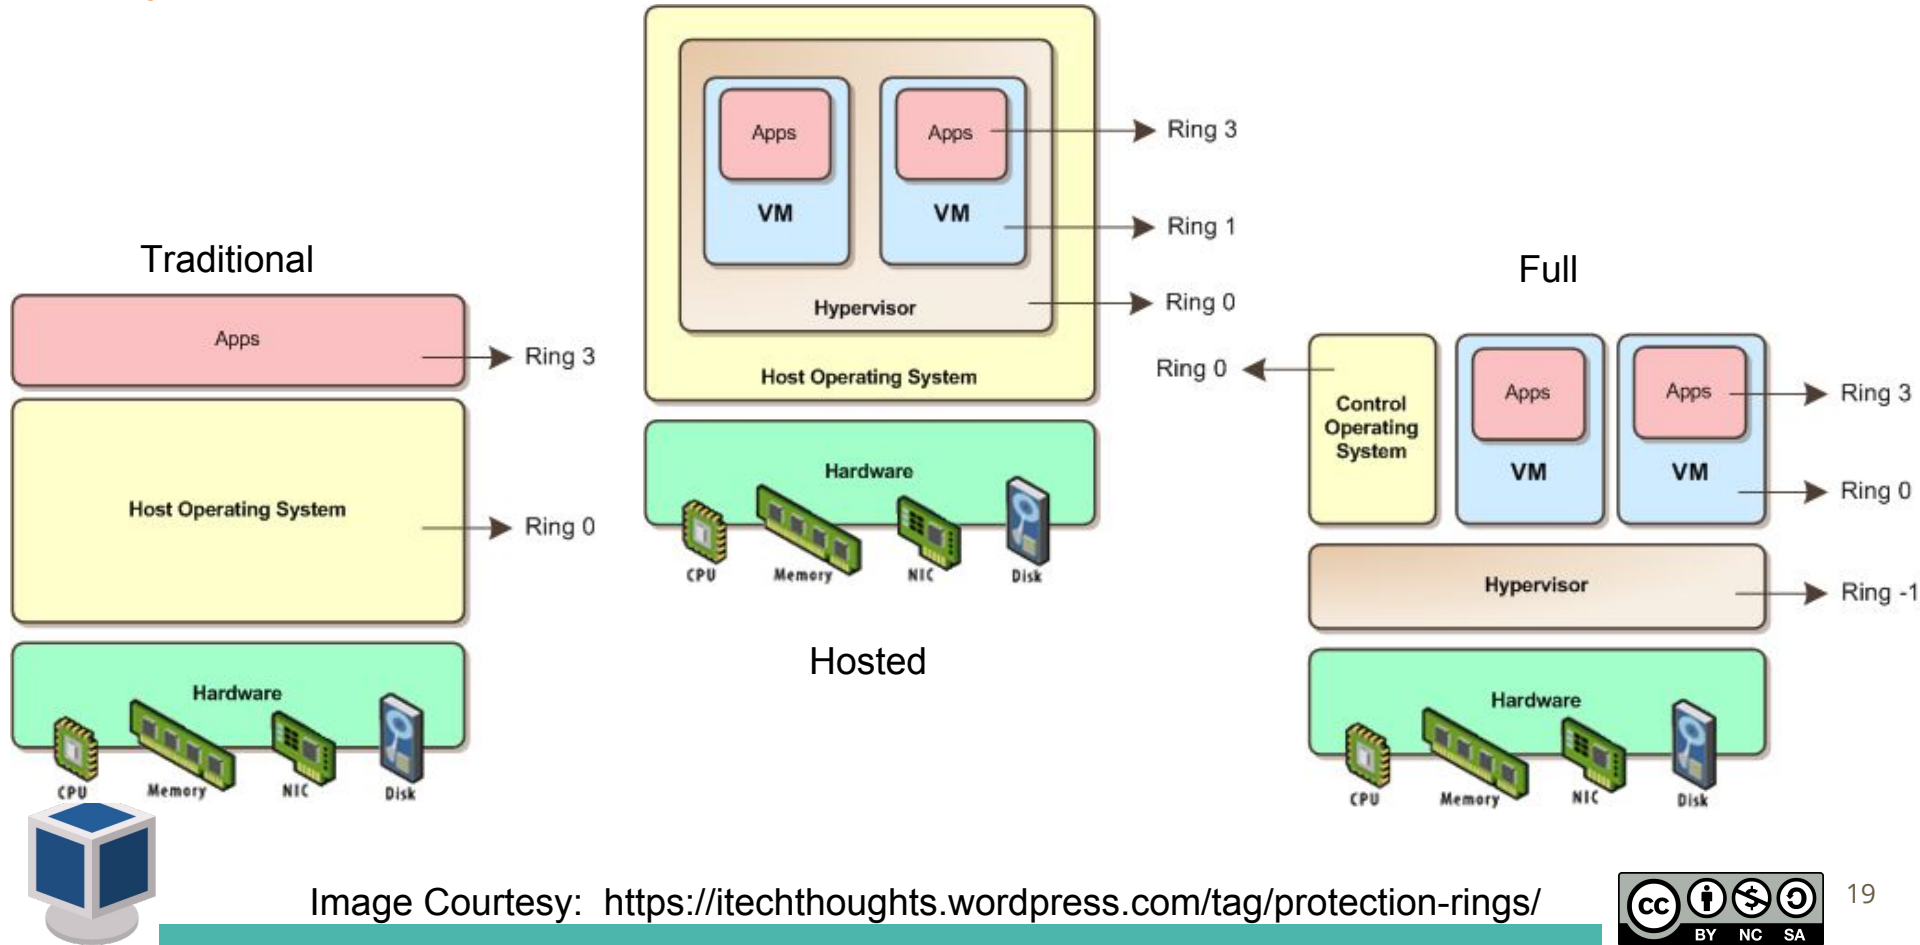 Traditional
Apps
Ring 3
Host Operating System
Ring 0
Hardware
CPU
Memory
NIC
Disk
Apps
Apps
Ring 3
VM
VM
Ring 1
Hypervisor
Ring 0
Host Operating System
Hardware
CPU
Memory
NIC
Disk
Hosted
Full
Ring 0
Control
Operating
System
Apps
Apps
Ring 3
VM
VM
Ring 0
Hypervisor
Ring -1
Hardware
CPU
Memory
NIC
Disk
Image Courtesy: https://itechthoughts.wordpress.com/tag/protection-rings/
cc
BY NC SA
19